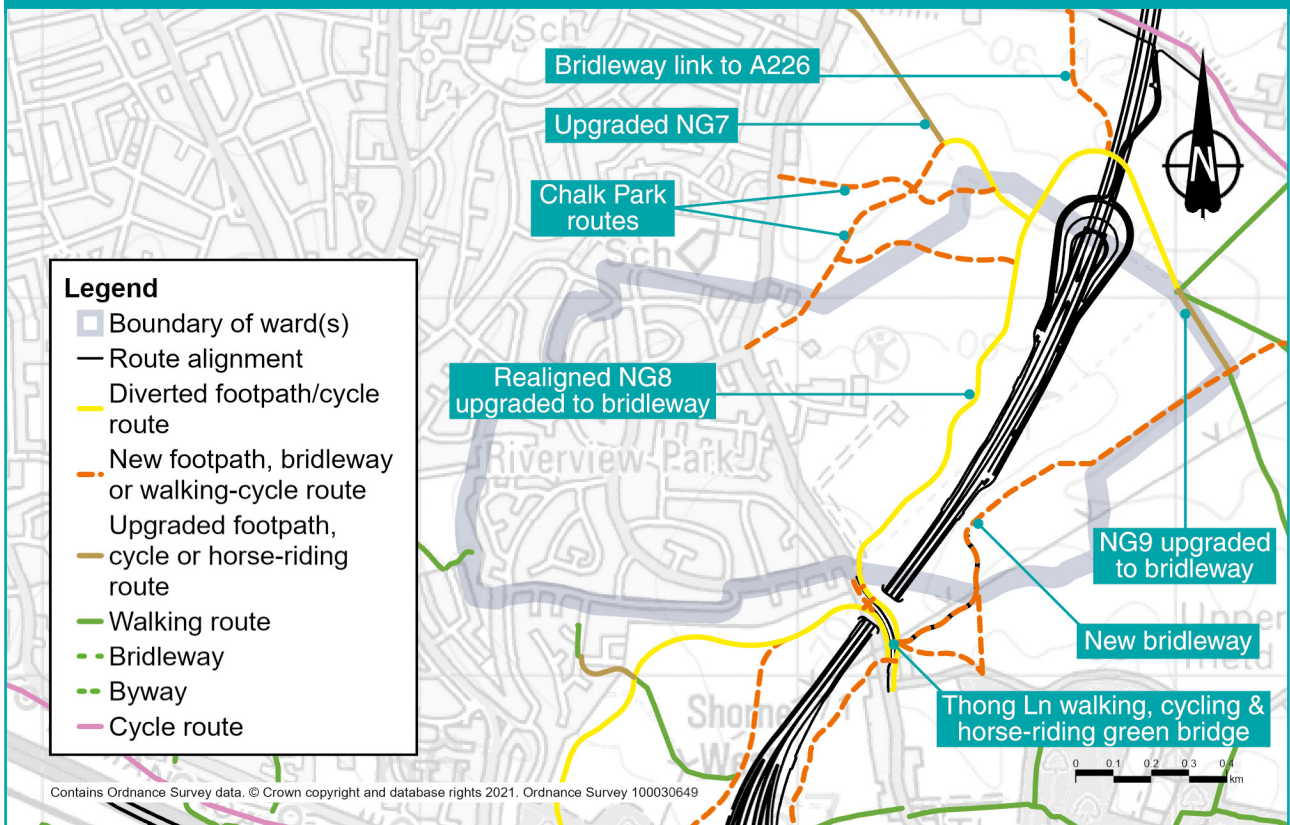 Sch
Bridleway link to A226
30
Upgraded NG7
N
Chalk Park
routes
Sch
Legend
Boundary of ward(s)
Route alignment
Diverted footpath/cycle
route
New footpath, bridleway
or walking-cycle route
Upgraded footpath,
cycle or horse-riding
route
Walking route
Bridleway
Byway
Cycle route
Realigned NG8
upgraded to bridleway
Riverview Park
NG9 upgraded
to bridleway
Upper
New bridleway
Thong Ln walking, cycling &
horse-riding green bridge
0 0.1 0.2 0.3 0.4
km
Contains Ordnance Survey data. © Crown copyright and database rights 2021. Ordnance Survey 100030649